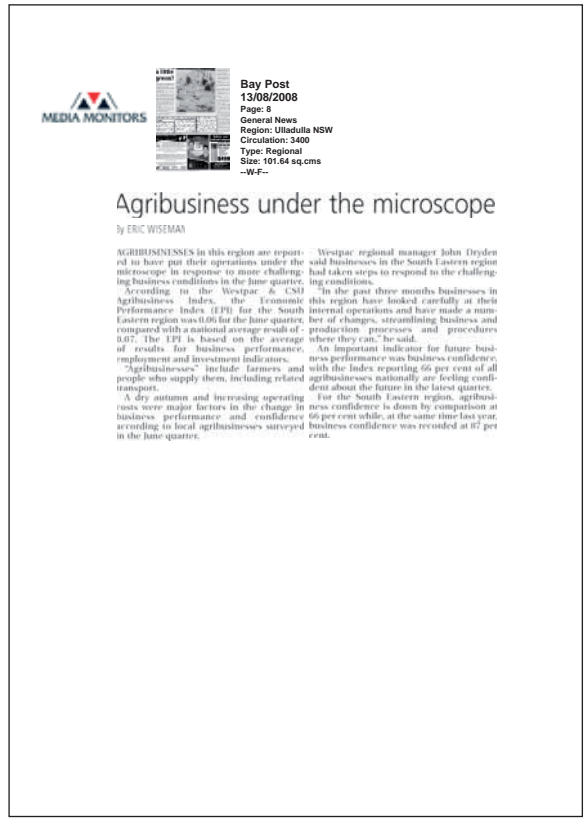 MEDIA MONITORS
Bay Post
13/08/2008
Page: 8
General News
Region: Ulladulla NSW
Circulation: 3400
Type: Regional
Size: 101.64 sq.cms
--W-F--
Agribusiness under the microscope
By ERIC WISEMAN
AGRIBUSINESSES in this region are report-
ed to have put their operations under the
microscope in response to more challeng-
ing business conditions in the June quarter.
According to the Westpac & CSU
Agribusiness Index, the Economic
Performance Index (EPI) for the South
Eastern region was 0.06 for the June quarter,
compared with a national average result of -
0.07. The EPI is based on the average
of results for business performance,
employment and investment indicators.
"Agribusinesses" include farmers and
people who supply them, including related
transport.
A dry autumn and increasing operating
costs were major factors in the change in
business performance and confidence
according to local agribusinesses surveyed
in the June quarter.
Westpac regional manager John Dryden
said businesses in the South Eastern region
had taken steps to respond to the challeng-
ing conditions.
"In the past three months businesses in
this region have looked carefully at their
internal operations and have made a num-
ber of changes, streamlining business and
production processes and procedures
where they can," he said.
An important indicator for future busi-
ness performance was business confidence,
with the Index reporting 66 per cent of all
agribusinesses nationally are feeling confi-
dent about the future in the latest quarter.
For the South Eastern region, agribusi-
ness confidence is down by comparison at
66 per cent while, at the same time last year,
business confidence was recorded at 87 per
cent.